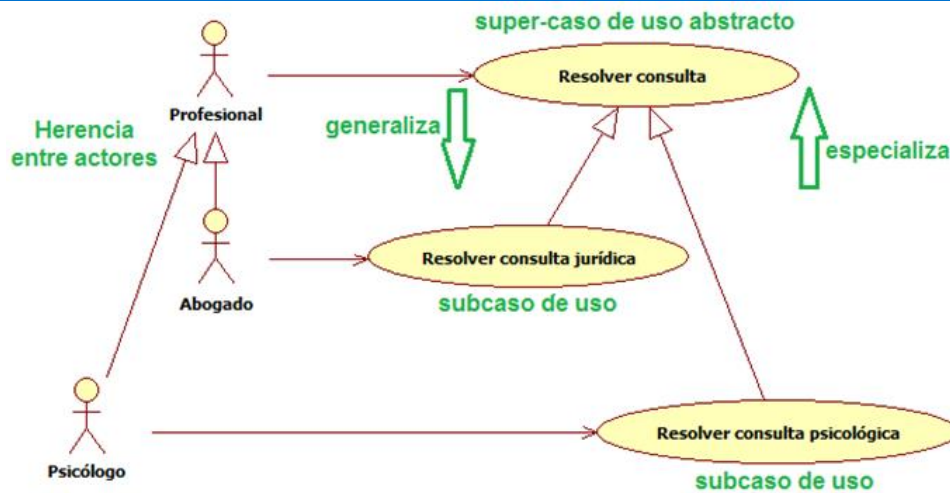 super-caso de uso abstracto
Resolver consulta
Profesional
Herencia
entre actores
generaliza
especializa
Resolver consulta jurídica
Abogado
subcaso de uso
Resolver consulta psicológica
Psicólogo
subcaso de uso